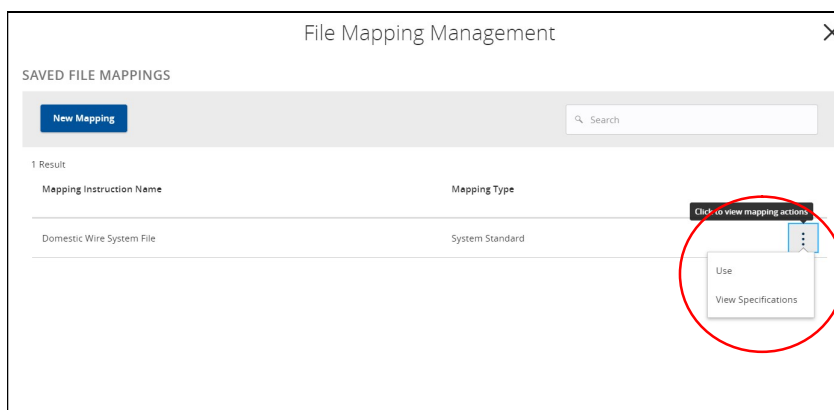 File Mapping Management
SAVED FILE MAPPINGS
New Mapping
Search
1 Result
Mapping Instruction Name Mapping Type
Click to view mapping actions
Domestic Wire System File System Standard
Use
View Specifications